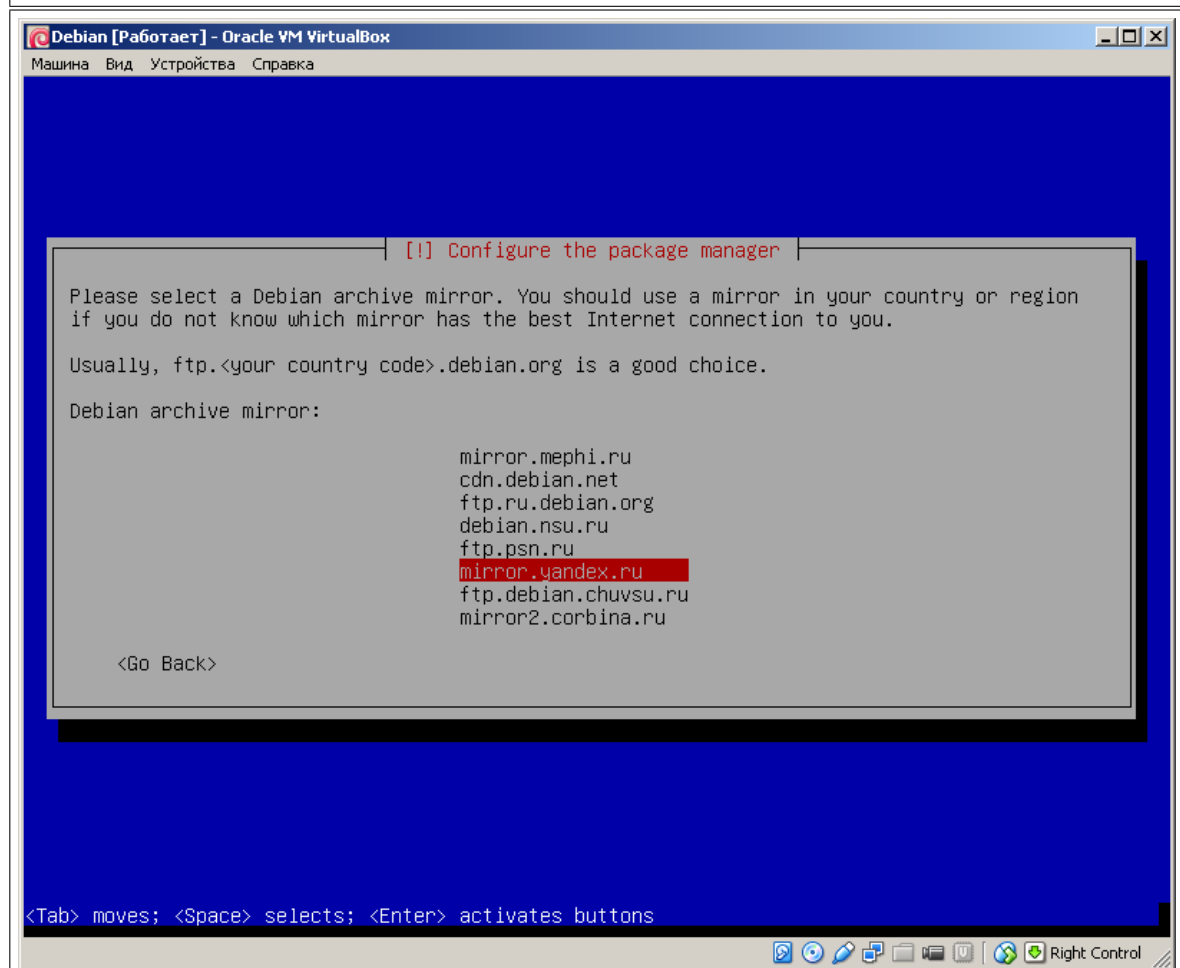 Debian [Работает] - Oracle VM VirtualBox
Машина Вид Устройства Справка
[!] Configure the package manager
Please select a Debian archive mirror. You should use a mirror in your country or region
if you do not know which mirror has the best Internet connection to you.
Usually, ftp.<your country code>.debian.org is a good choice.
Debian archive mirror:
mirror.mephi.ru
cdn.debian.net
ftp.ru.debian.org
debian.nsu.ru
ftp.psn.ru
mirror.yandex.ru
ftp.debian.chuvsu.ru
mirror2.corbina.ru
<Go Back>
<Tab> moves; <Space> selects; <Enter> activates buttons
Right Control